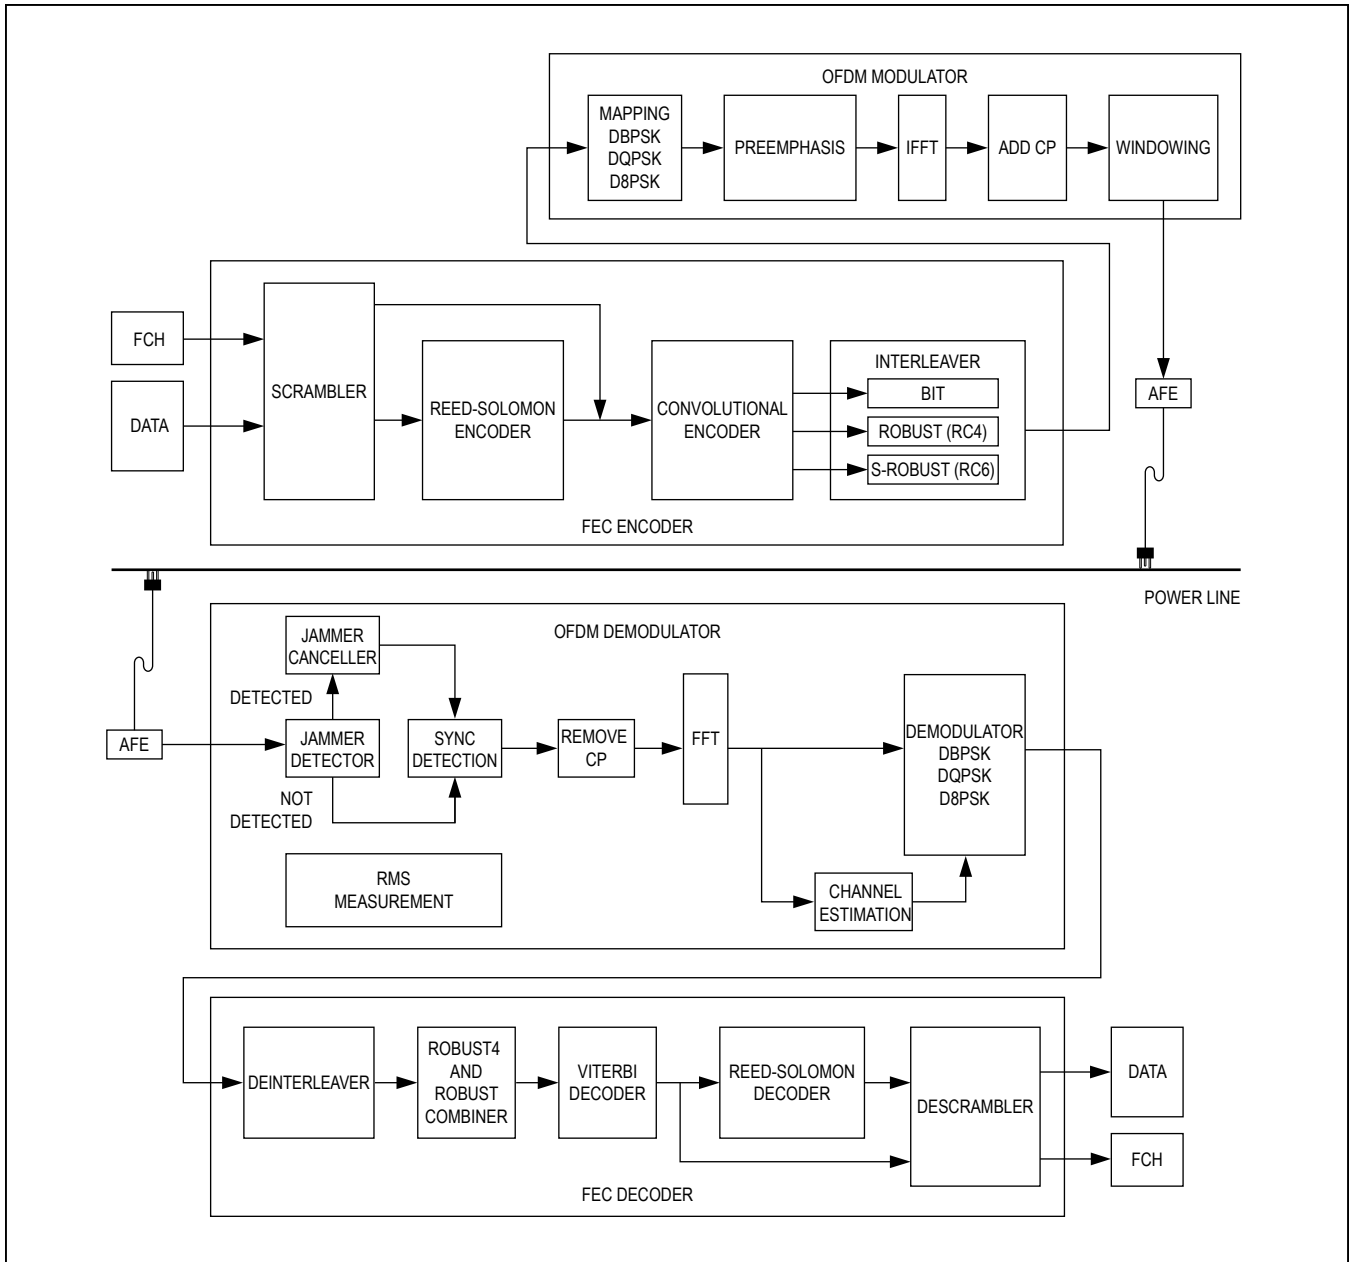 OFDM MODULATOR
MAPPING
DBPSK
DQPSK
D8PSK
PREEMPHASIS
IFFT
ADD CP
WINDOWING
FCH
DATA
SCRAMBLER
REED-SOLOMON
ENCODER
CONVOLUTIONAL
ENCODER
INTERLEAVER
BIT
ROBUST (RC4)
S-ROBUST (RC6)
FEC ENCODER
AFE
POWER LINE
OFDM DEMODULATOR
JAMMER
CANCELLER
DETECTED
AFE
JAMMER
DETECTOR
NOT
DETECTED
SYNC
DETECTION
REMOVE
CP
FFT
DEMODULATOR
DBPSK
DQPSK
D8PSK
RMS
MEASUREMENT
CHANNEL
ESTIMATION
DEINTERLEAVER
ROBUST4
AND
ROBUST
COMBINER
VITERBI
DECODER
REED-SOLOMON
DECODER
DESCRAMBLER
DATA
FCH
FEC DECODER